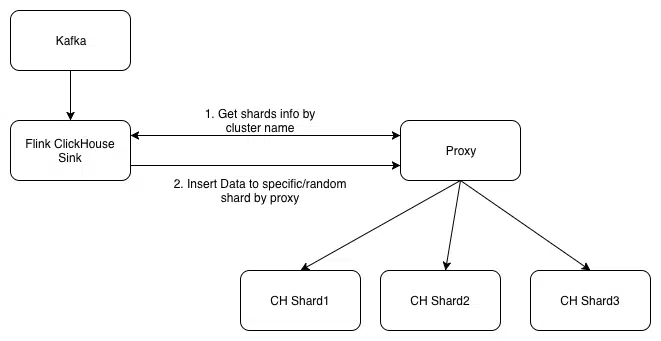 Kafka
Flink ClickHouse
Sink
1. Get shards info by
cluster name
Proxy
2. Insert Data to specific/random
shard by proxy
CH Shard1
CH Shard2
CH Shard3